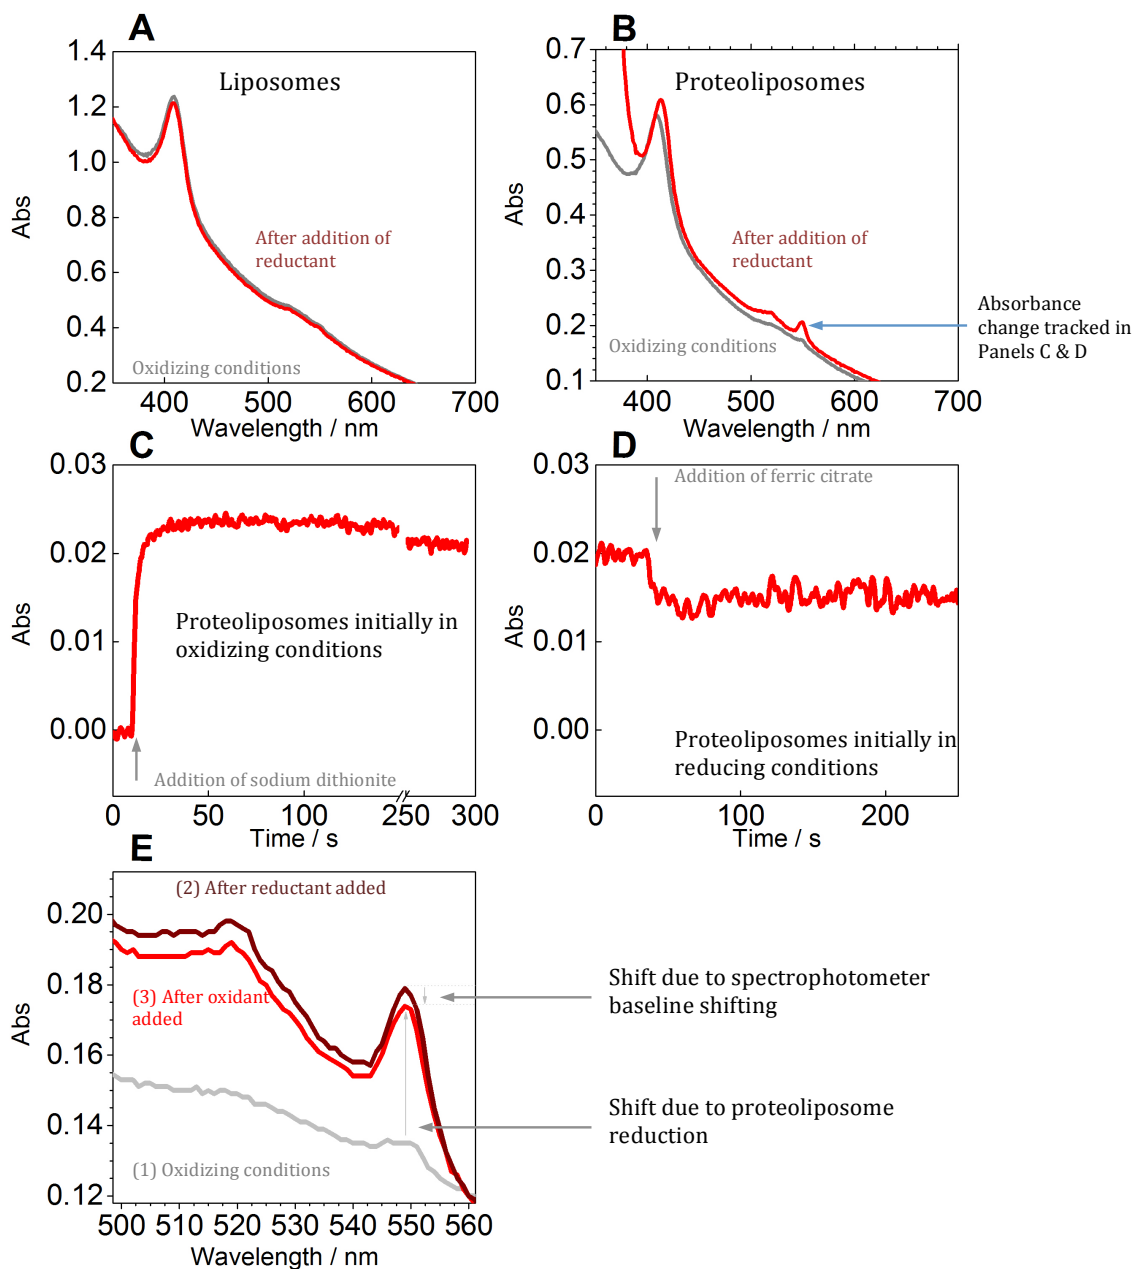 A
Liposomes
1.4
1.2
1.0
0.8
0.6
0.4
0.2
Abs
After addition of
reductant
Oxidizing conditions
400
500
600
700
Wavelength / nm
B
Proteoliposomes
0.7
0.6
0.5
0.4
0.3
0.2
0.1
Abs
After addition of
reductant
Oxidizing conditions
Absorbance
change tracked in
Panels C & D
400
500
600
700
Wavelength / nm
C
0.03
0.02
0.01
0.00
Abs
Proteoliposomes initially in
oxidizing conditions
Addition of sodium dithionite
0
50
100
250
300
Time / s
D
0.03
0.02
0.01
0.00
Abs
Addition of ferric citrate
Proteoliposomes initially in
reducing conditions
0
100
200
Time / s
E
(2) After reductant added
0.20
0.18
0.16
0.14
0.12
Abs
(3) After oxidant
added
(1) Oxidizing conditions
Shift due to spectrophotometer
baseline shifting
Shift due to proteoliposome
reduction
500
510
520
530
540
550
560
Wavelength / nm